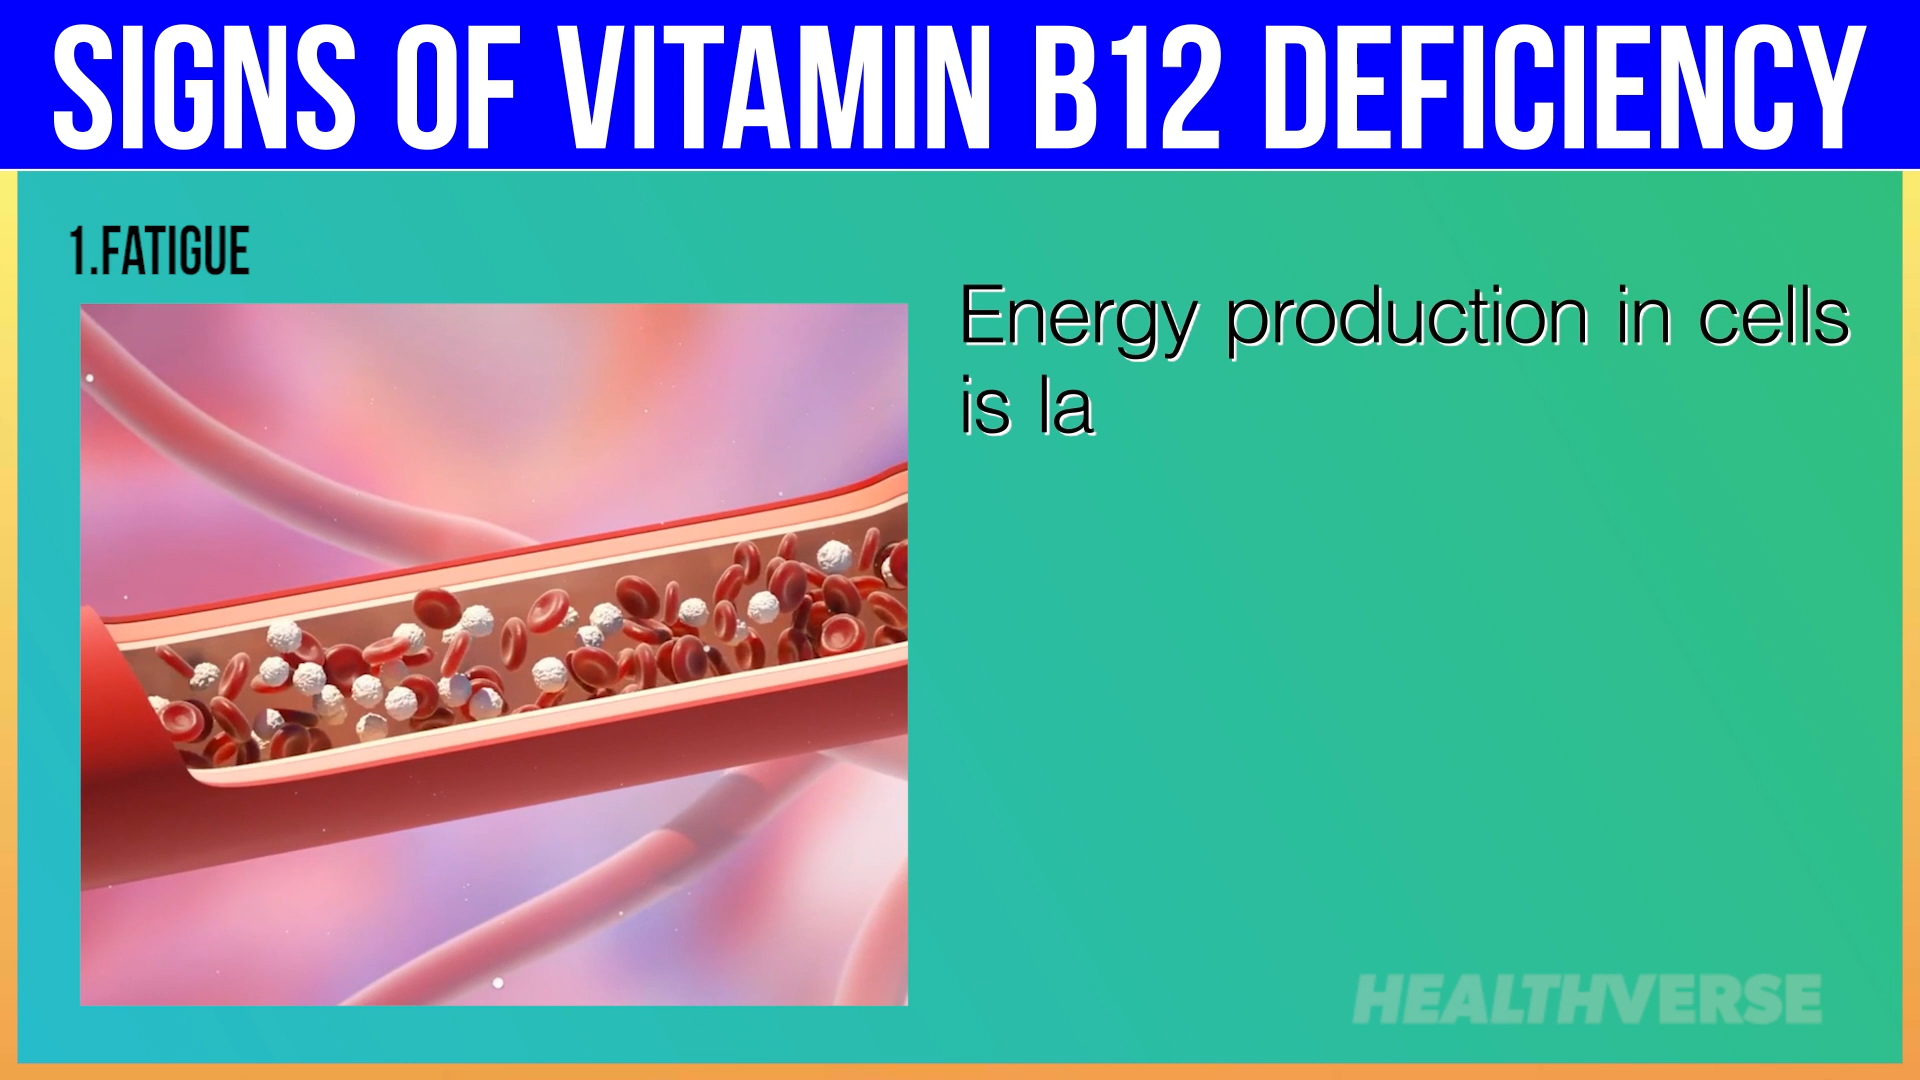 SIGNS OF VITAMIN B12 DEFICIENCY
1.FATIGUE
Energy production in cells
is la
HEALTHVERSE